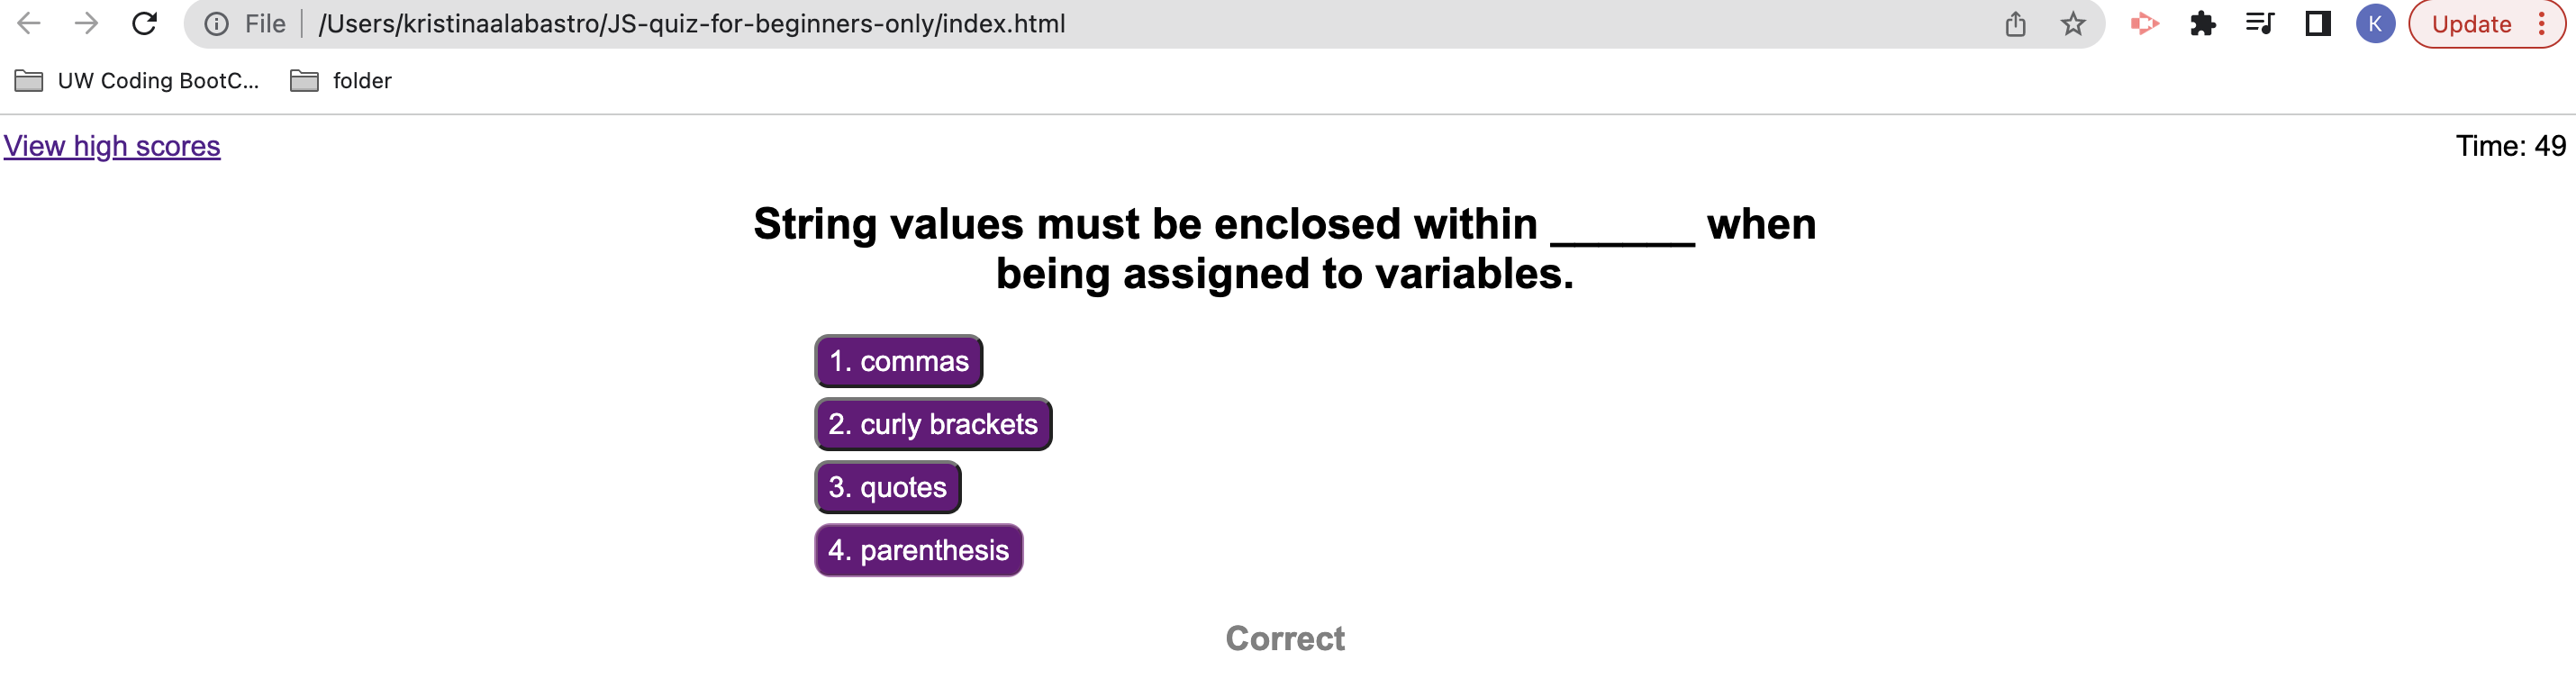 File | /Users/kristinaalabastro/JS-quiz-for-beginners-only/index.html K Update
UW Coding BootC... folder
View high scores Time: 49
String values must be enclosed within ______ when
being assigned to variables.
1. commas
2. curly brackets
3. quotes
4. parenthesis
Correct